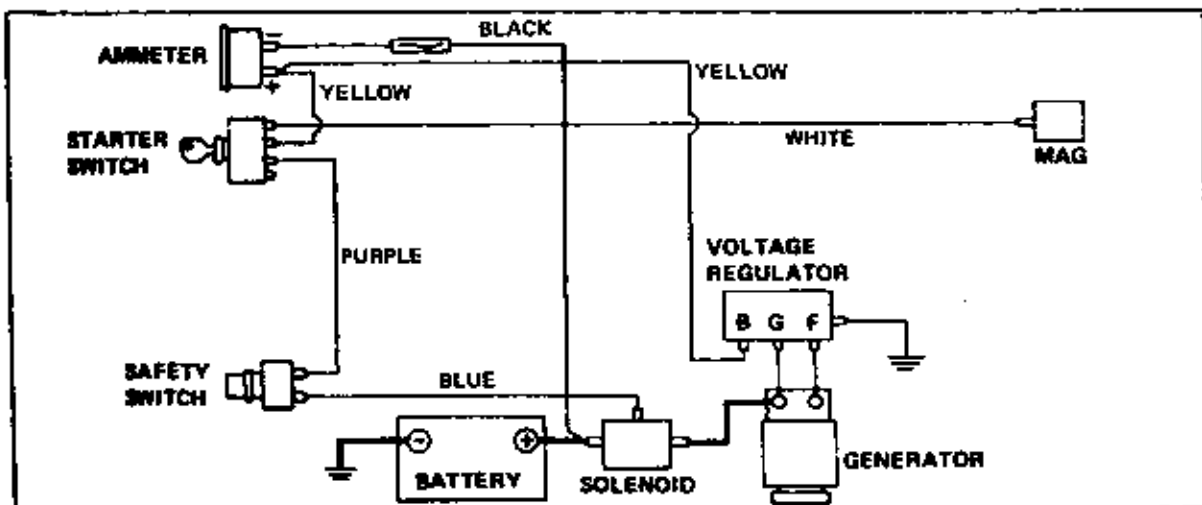 BLACK
AMMETER
−
+
YELLOW
YELLOW
STARTER
SWITCH
WHITE
MAG
PURPLE
VOLTAGE
REGULATOR
B G F
SAFETY
SWITCH
BLUE
− +
BATTERY
SOLENOID
GENERATOR